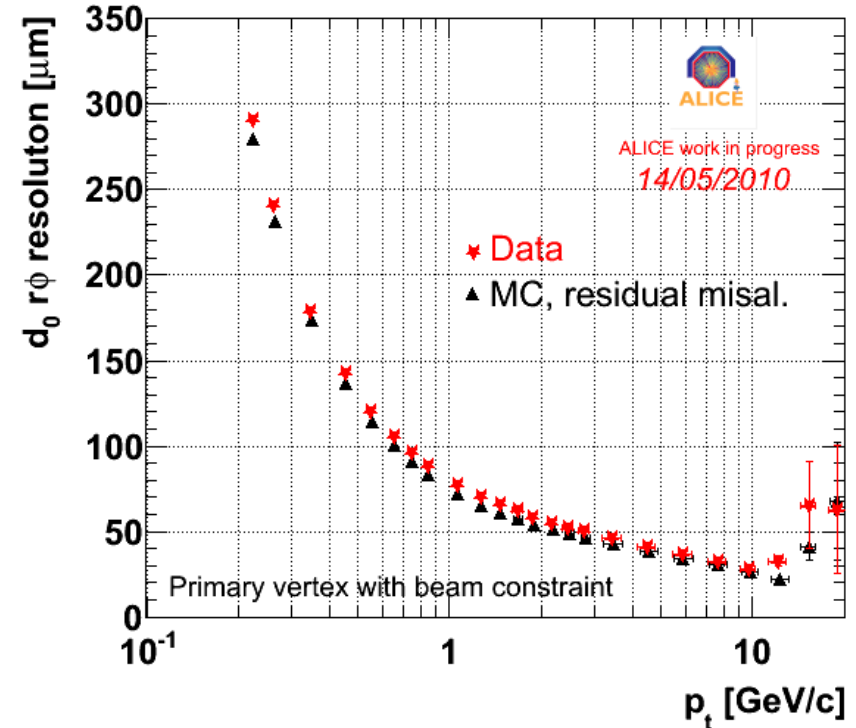 d0 rϕ resoluton [μm]
350
300
250
200
150
100
50
0
ALICE
ALICE work in progress
14/05/2010
Data
MC, residual misal.
Primary vertex with beam constraint
10-1
1
10
pt [GeV/c]